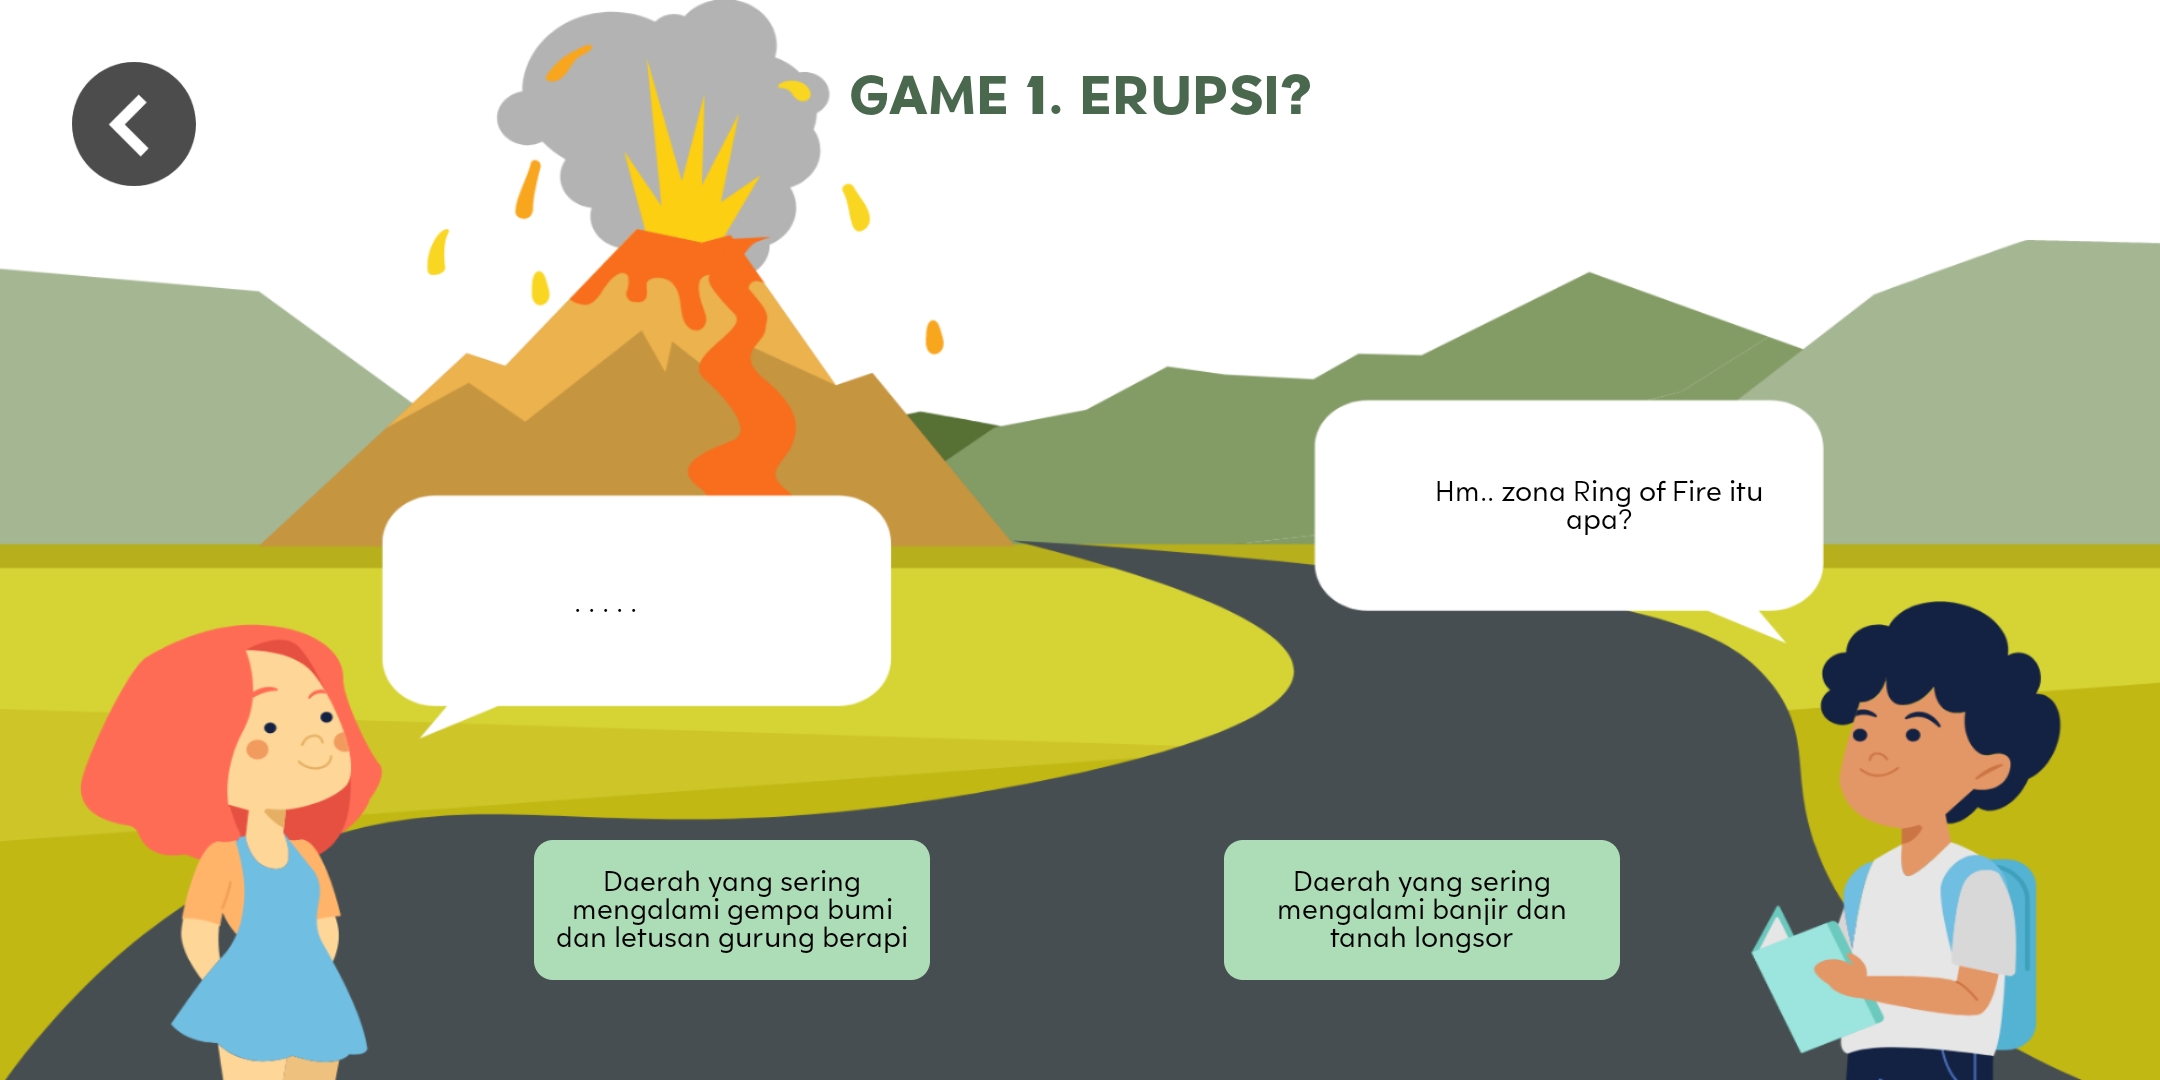 GAME 1. ERUPSI?
Hm.. zona Ring of Fire itu
apa?
. . . . .
Daerah yang sering
mengalami gempa bumi
dan letusan gurung berapi
Daerah yang sering
mengalami banjir dan
tanah longsor